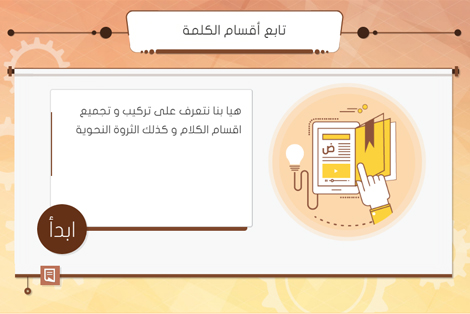 تابع أقسام الكلمة
هيا بنا نتعرف على تركيب و تجميع
اقسام الكلام و كذلك الثروة النحوية
ض
ابدأ